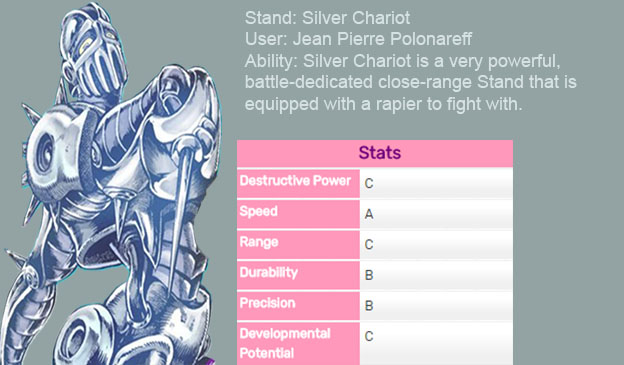 Stand: Silver Chariot
User: Jean Pierre Polonareff
Ability: Silver Chariot is a very powerful,
battle-dedicated close-range Stand that is
equipped with a rapier to fight with.
Stats
Destructive Power C
Speed A
Range C
Durability B
Precision B
Developmental
Potential C